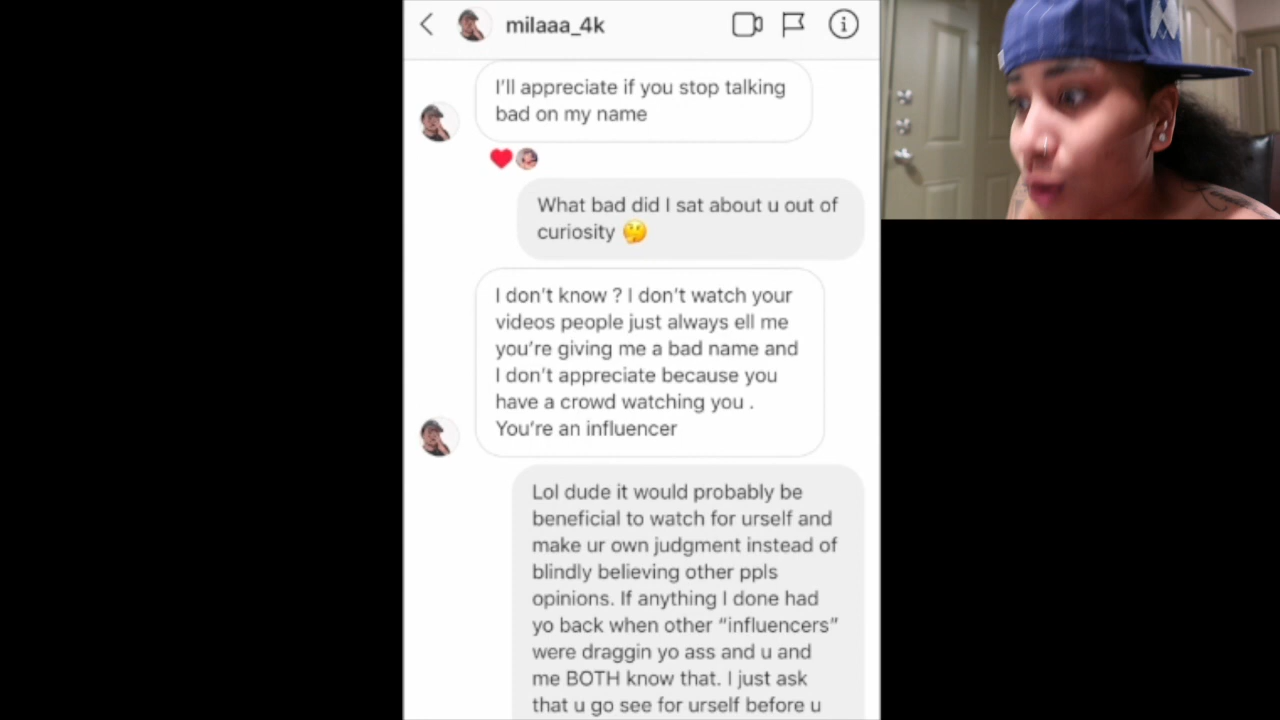 milaaa_4k
I'll appreciate if you stop talking
bad on my name
What bad did I sat about u out of
curiosity 🤔
I don't know ? I don't watch your
videos people just always ell me
you're giving me a bad name and
I don't appreciate because you
have a crowd watching you .
You're an influencer
Lol dude it would probably be
beneficial to watch for urself and
make ur own judgment instead of
blindly believing other ppls
opinions. If anything I done had
yo back when other “influencers”
were draggin yo ass and u and
me BOTH know that. I just ask
that u go see for urself before u